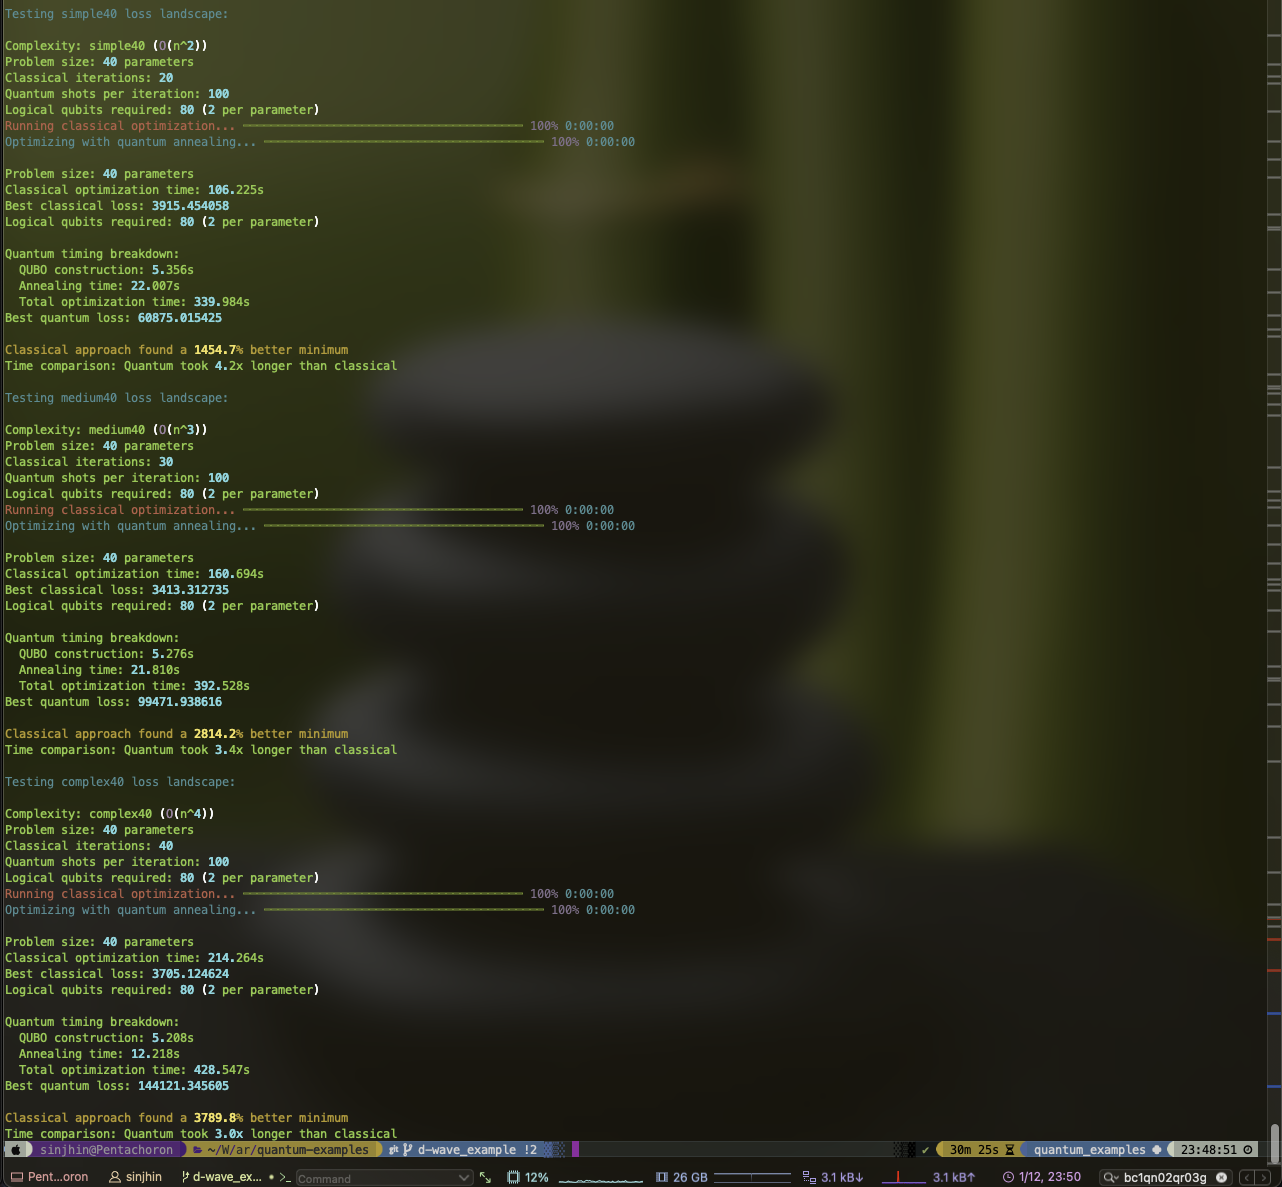 Testing simple40 loss landscape:
Complexity: simple40 (O(n^2))
Problem size: 40 parameters
Classical iterations: 20
Quantum shots per iteration: 100
Logical qubits required: 80 (2 per parameter)
Running classical optimization... 100% 0:00:00
Optimizing with quantum annealing... 100% 0:00:00
Problem size: 40 parameters
Classical optimization time: 106.225s
Best classical loss: 3915.454058
Logical qubits required: 80 (2 per parameter)
Quantum timing breakdown:
QUBO construction: 5.356s
Annealing time: 22.007s
Total optimization time: 339.984s
Best quantum loss: 60875.015425
Classical approach found a 1454.7% better minimum
Time comparison: Quantum took 4.2x longer than classical
Testing medium40 loss landscape:
Complexity: medium40 (O(n^3))
Problem size: 40 parameters
Classical iterations: 30
Quantum shots per iteration: 100
Logical qubits required: 80 (2 per parameter)
Running classical optimization... 100% 0:00:00
Optimizing with quantum annealing... 100% 0:00:00
Problem size: 40 parameters
Classical optimization time: 160.694s
Best classical loss: 3413.312735
Logical qubits required: 80 (2 per parameter)
Quantum timing breakdown:
QUBO construction: 5.276s
Annealing time: 21.810s
Total optimization time: 392.528s
Best quantum loss: 99471.938616
Classical approach found a 2814.2% better minimum
Time comparison: Quantum took 3.4x longer than classical
Testing complex40 loss landscape:
Complexity: complex40 (O(n^4))
Problem size: 40 parameters
Classical iterations: 40
Quantum shots per iteration: 100
Logical qubits required: 80 (2 per parameter)
Running classical optimization... 100% 0:00:00
Optimizing with quantum annealing... 100% 0:00:00
Problem size: 40 parameters
Classical optimization time: 214.264s
Best classical loss: 3705.124624
Logical qubits required: 80 (2 per parameter)
Quantum timing breakdown:
QUBO construction: 5.208s
Annealing time: 12.218s
Total optimization time: 428.547s
Best quantum loss: 144121.345605
Classical approach found a 3789.8% better minimum
Time comparison: Quantum took 3.0x longer than classical
sinjhin@Pentachoron ~/W/ar/quantum-examples git d-wave_example !2 ✔ 30m 25s quantum_examples 23:48:51
Pent...oron sinjhin d-wave_ex... • >_ Command 12% 26 GB 3.1 kB↓ 3.1 kB↑ 1/12, 23:50 bc1qn02qr03g